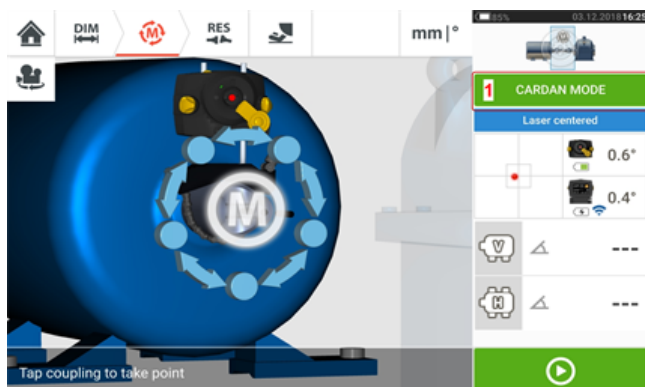 DIM
M
RES
mm|°
85%
03.12.2018 16:25
M
1 CARDAN MODE
Laser centered
0.6°
0.4°
M
V ---
H ---
Tap coupling to take point